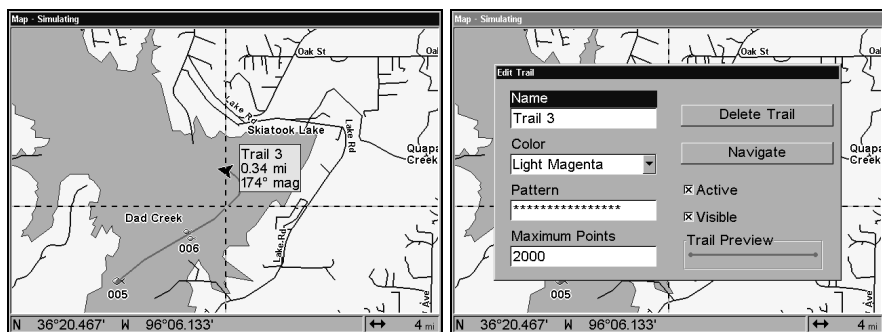 Map - Simulating
Oak St
Oa
Lake Rd
Skiatook Lake
Lake Rd
Trail 3
0.34 mi
174° mag
Quapa
Creek
Dad Creek
006
Lake Rd
005
Ave
N 36°20.467' W 96°06.133' 4 mi
Map - Simulating
Oak St
Oal
Edit Trail
Name
Trail 3
Delete Trail
Color
Light Magenta
Navigate
Quapa
Creek
Pattern
****************
Active
Visible
Maximum Points
2000
Trail Preview
005
Ave
N 36°20.467' W 96°06.133' 4 mi